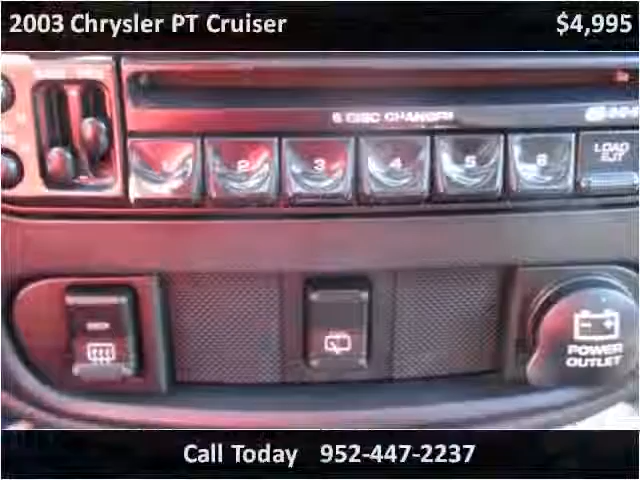 2003 Chrysler PT Cruiser $4,995
6 DISC CHANGER
1 2 3 4 5 6 LOAD
EJT
POWER
OUTLET
Call Today 952-447-2237